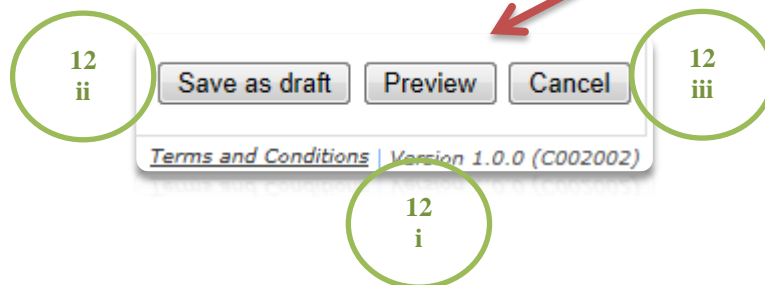 12
ii
Save as draft Preview Cancel
12
iii
Terms and Conditions | Version 1.0.0 (C002002)
12
i